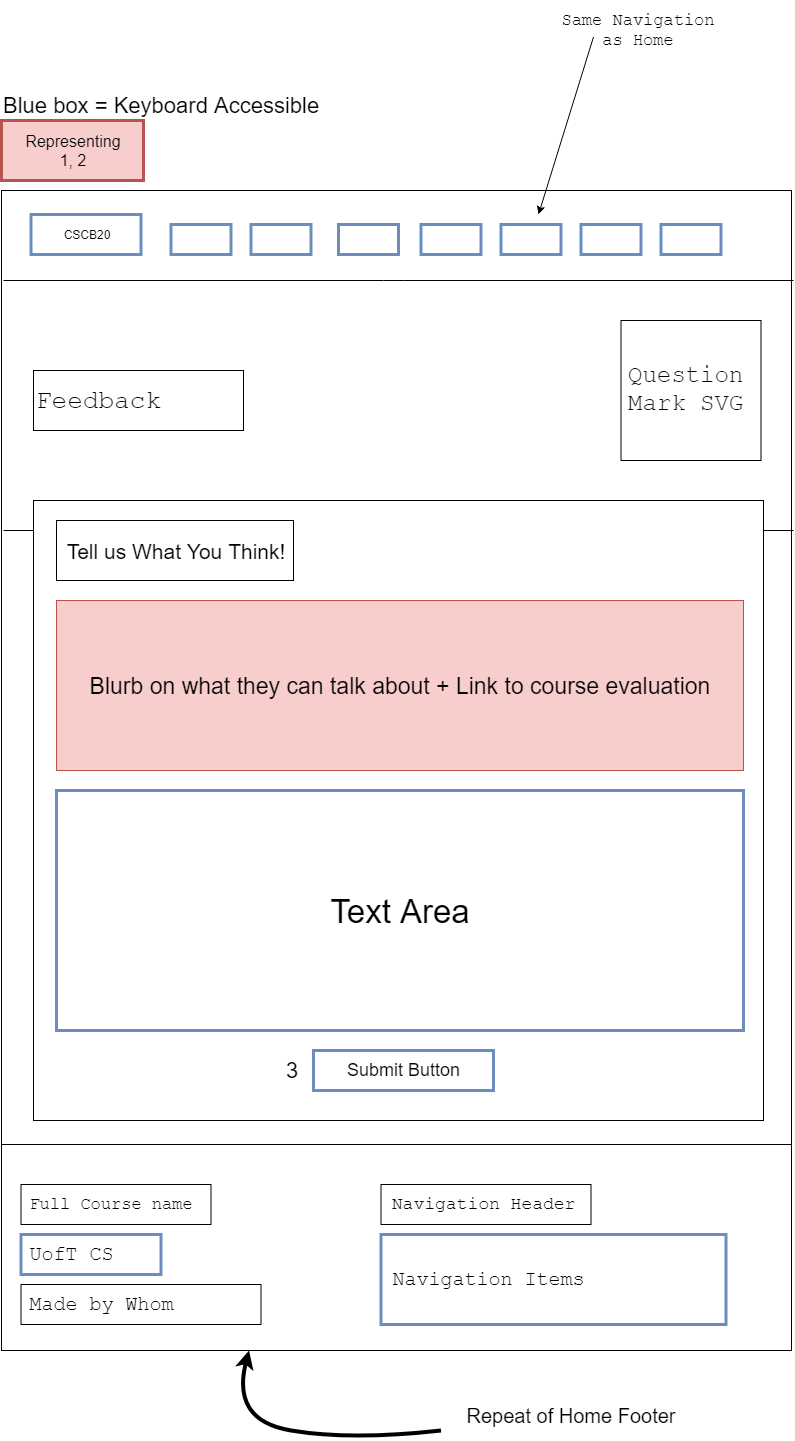 Same Navigation
as Home
Blue box = Keyboard Accessible
Representing
1, 2
CSCB20
Question
Mark SVG
Feedback
Tell us What You Think!
Blurb on what they can talk about + Link to course evaluation
Text Area
3 Submit Button
Full Course name
Navigation Header
UofT CS
Navigation Items
Made by Whom
Repeat of Home Footer